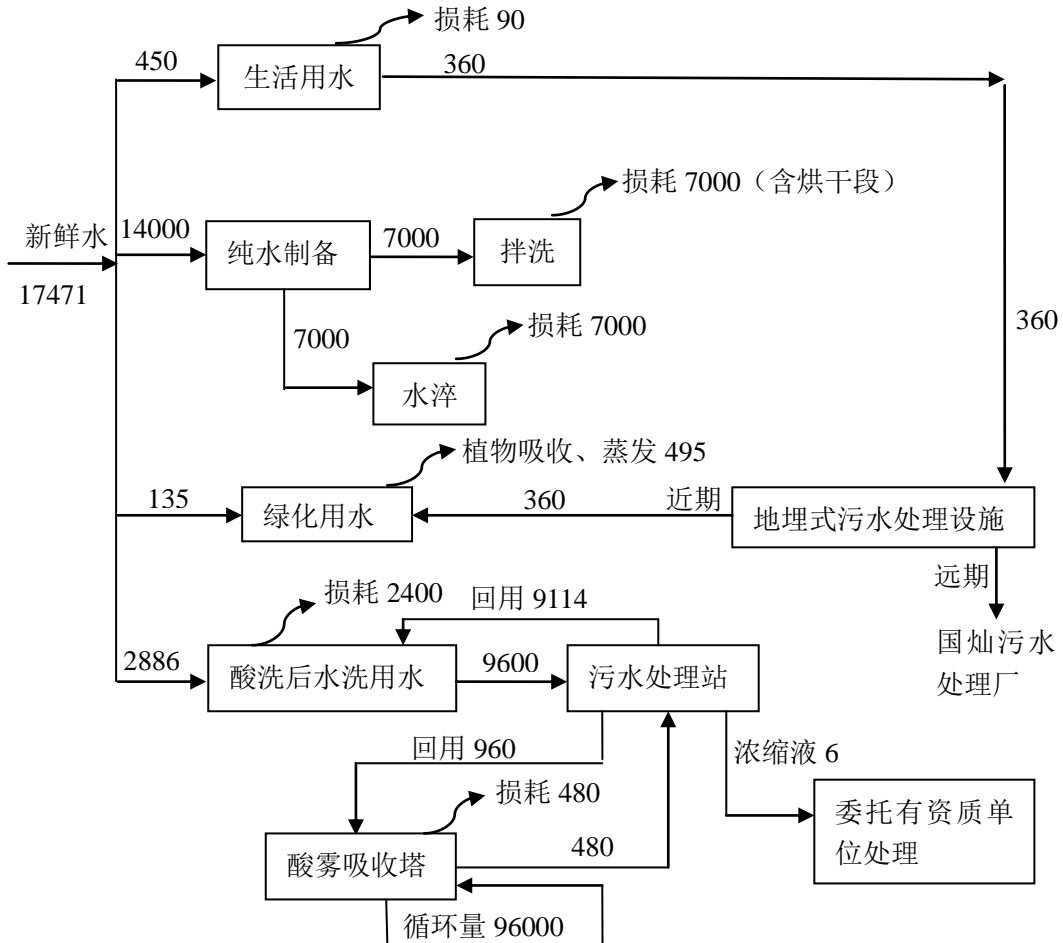 损耗 90
450
生活用水
360
损耗 7000（含烘干段）
新鲜水
14000
纯水制备
7000
拌洗
17471
7000
损耗 7000
360
水淬
植物吸收、蒸发 495
135
绿化用水
360
近期
地埋式污水处理设施
远期
损耗 2400
回用 9114
国灿污水
处理厂
2886
酸洗后水洗用水
9600
污水处理站
回用 960
浓缩液 6
损耗 480
委托有资质单
位处理
酸雾吸收塔
480
循环量 96000